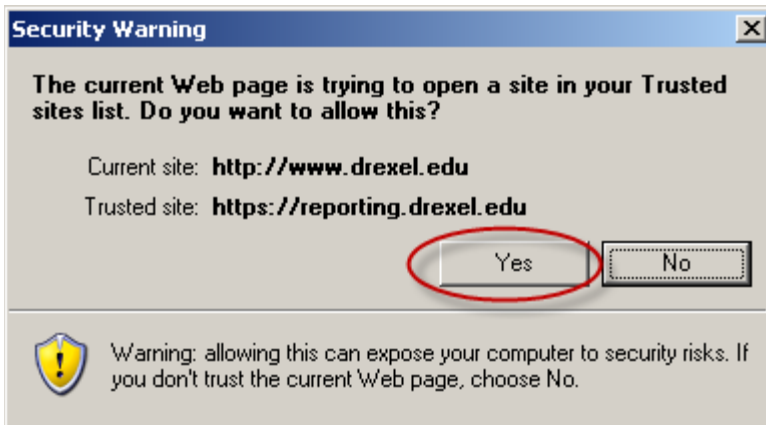 Security Warning
The current Web page is trying to open a site in your Trusted
sites list. Do you want to allow this?
Current site: http://www.drexel.edu
Trusted site: https://reporting.drexel.edu
Yes No
Warning: allowing this can expose your computer to security risks. If
you don't trust the current Web page, choose No.